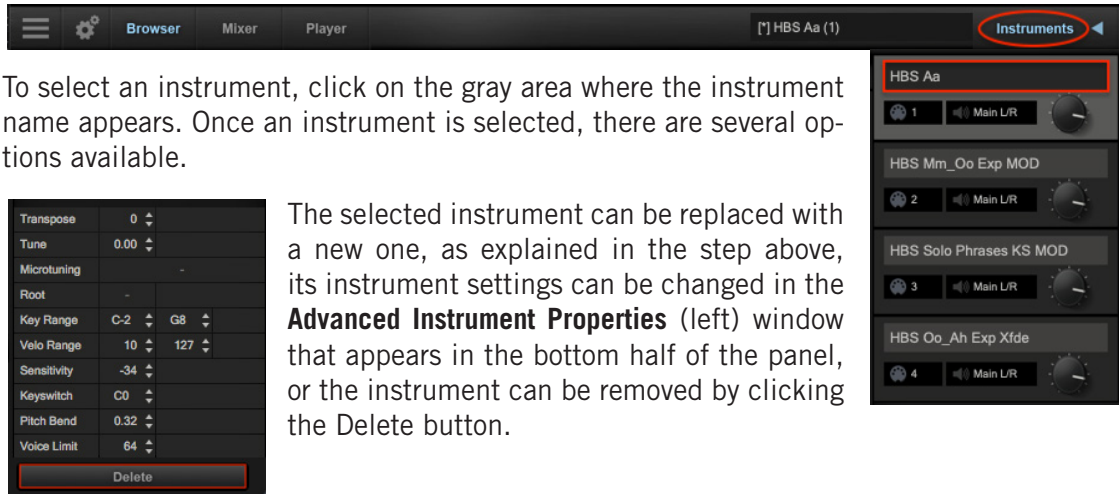 Browser Mixer Player [*] HBS Aa (1) Instruments
To select an instrument, click on the gray area where the instrument
name appears. Once an instrument is selected, there are several op-
tions available.
HBS Aa
1 Main L/R
HBS Mm_Oo Exp MOD
2 Main L/R
HBS Solo Phrases KS MOD
3 Main L/R
HBS Oo_Ah Exp Xfde
4 Main L/R
Transpose 0
Tune 0.00
Microtuning -
Root -
Key Range C-2 G8
Velo Range 10 127
Sensitivity -34
Keyswitch C0
Pitch Bend 0.32
Voice Limit 64
Delete
The selected instrument can be replaced with
a new one, as explained in the step above,
its instrument settings can be changed in the
Advanced Instrument Properties (left) window
that appears in the bottom half of the panel,
or the instrument can be removed by clicking
the Delete button.